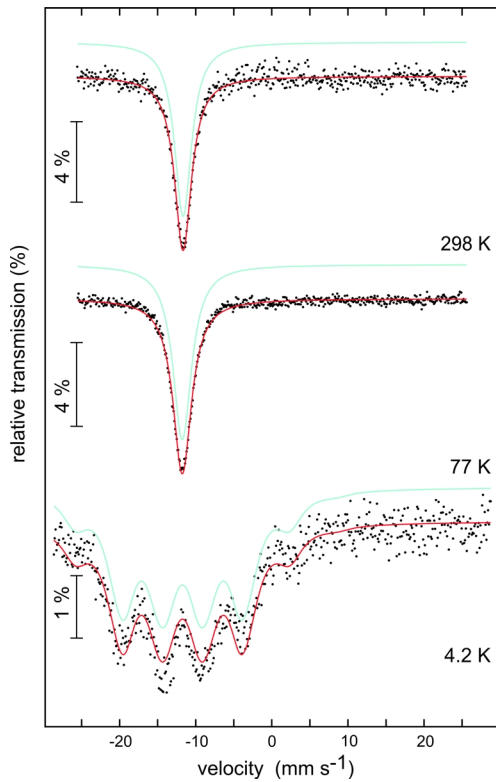 4 %
298 K
relative transmission (%)
4 %
77 K
1 %
4.2 K
-20 -10 0 10 20
velocity (mm s-1)